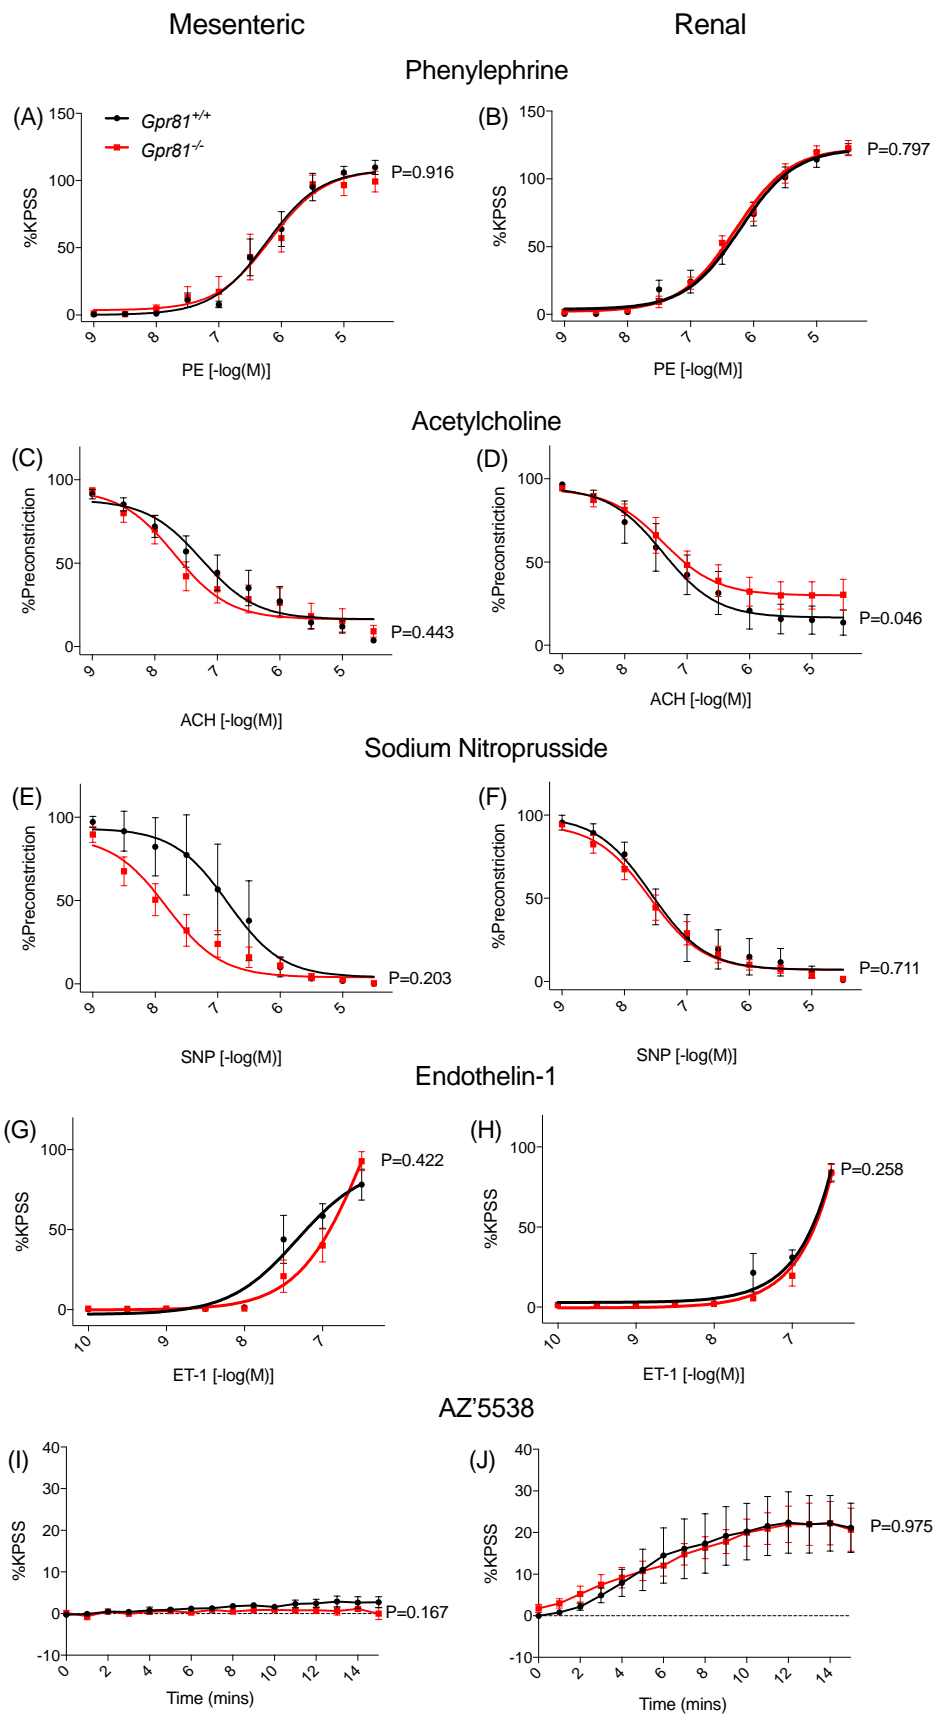 Mesenteric Renal
Phenylephrine
(A)
150
100
50
0
%KPSS
Gpr81+/+
Gpr81-/-
P=0.916
9 8 7 6 5
PE [-log(M)]
(B)
150
100
50
0
%KPSS
P=0.797
9 8 7 6 5
PE [-log(M)]
Acetylcholine
(C)
100
50
0
%Preconstriction
P=0.443
9 8 7 6 5
ACH [-log(M)]
(D)
100
50
0
%Preconstriction
P=0.046
9 8 7 6 5
ACH [-log(M)]
Sodium Nitroprusside
(E)
100
50
0
%Preconstriction
P=0.203
9 8 7 6 5
SNP [-log(M)]
(F)
100
50
0
%Preconstriction
P=0.711
9 8 7 6 5
SNP [-log(M)]
Endothelin-1
(G)
100
50
0
%KPSS
P=0.422
10 9 8 7
ET-1 [-log(M)]
(H)
100
50
0
%KPSS
P=0.258
10 9 8 7
ET-1 [-log(M)]
AZ'5538
(I)
40
30
20
10
0
-10
%KPSS
P=0.167
0 2 4 6 8 10 12 14
Time (mins)
(J)
40
30
20
10
0
-10
%KPSS
P=0.975
0 2 4 6 8 10 12 14
Time (mins)